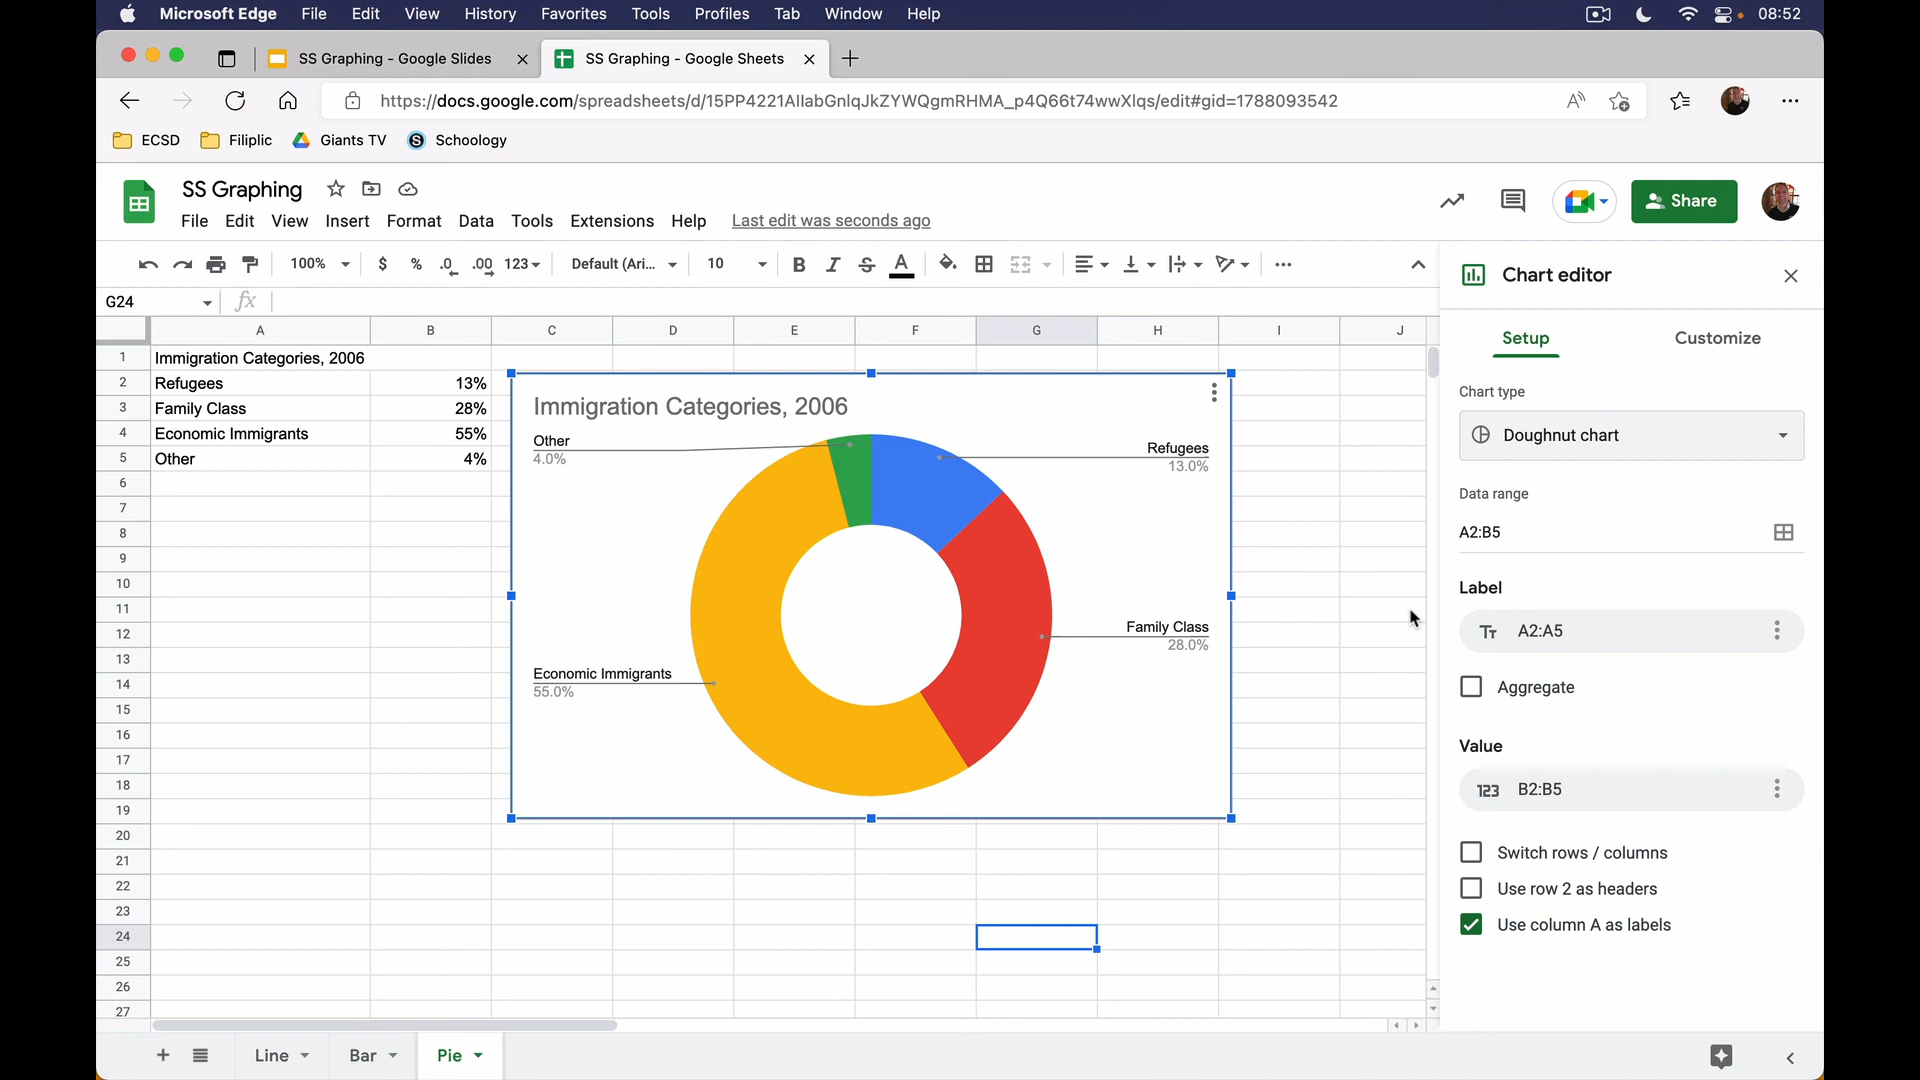 Microsoft Edge File Edit View History Favorites Tools Profiles Tab Window Help 08:52
SS Graphing - Google Slides SS Graphing - Google Sheets
https://docs.google.com/spreadsheets/d/15PP4221AIIabGnlqJkZYWQgmRHMA_p4Q66t74wwXlqs/edit#gid=1788093542
ECSD Filiplic Giants TV Schoology
SS Graphing
File Edit View Insert Format Data Tools Extensions Help Last edit was seconds ago
Share
100% $ % .0 .00 123 Default (Ari... 10 B I S A
G24 fx
A B C D E F G H I J
1 Immigration Categories, 2006
2 Refugees 13%
3 Family Class 28%
4 Economic Immigrants 55%
5 Other 4%
6
7
8
9
10
11
12
13
14
15
16
17
18
19
20
21
22
23
24
25
26
27
Immigration Categories, 2006
Other
4.0%
Refugees
13.0%
Family Class
28.0%
Economic Immigrants
55.0%
Chart editor
Setup Customize
Chart type
Doughnut chart
Data range
A2:B5
Label
Tт A2:A5
Aggregate
Value
123 B2:B5
Switch rows / columns
Use row 2 as headers
Use column A as labels
Line Bar Pie